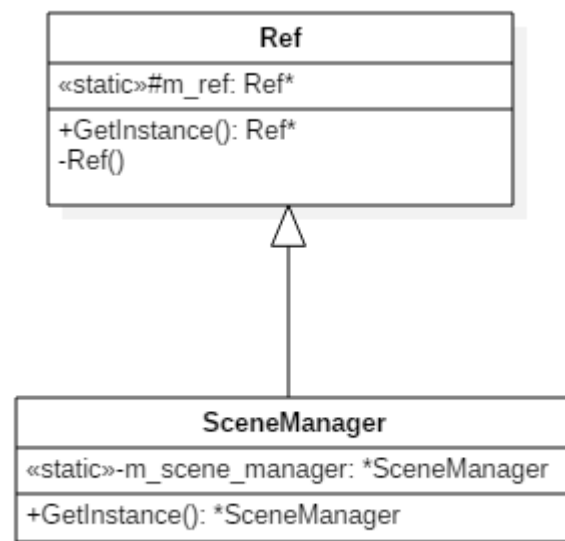 Ref
«static»#m_ref: Ref*
+GetInstance(): Ref*
-Ref()
SceneManager
«static»-m_scene_manager: *SceneManager
+GetInstance(): *SceneManager